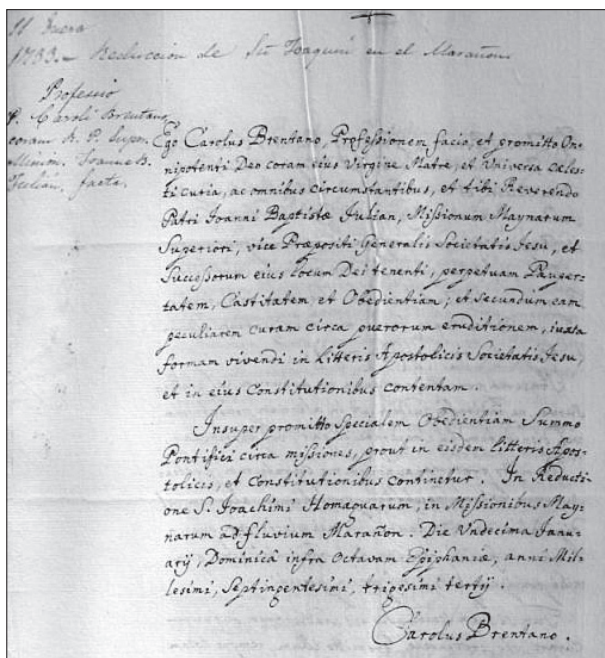 11 Enero
1733.- Reduccion de Sn Joaquin en el Marañon
Professio
P. Caroli Brentano
coram R. P. Super.
Mission. Joanne B.
Julian, facta.
Ego Carolus Brentano, Professionem facio, et promitto Om-
nipotenti Deo coram eius Virgine Matre, et Universa cæles-
ti curia, ac omnibus circumstantibus, et tibi Reverendo
Patri Joanni Baptistæ Julian, Missionum Maynarum
Superiori, vice Præpositi Generalis Societatis Jesu, et
Successorum eius locum Dei tenenti, perpetuam Pauper-
tatem, Castitatem, et Obedientiam; et secundum eam
peculiarem curam circa puerorum eruditionem, iuxta
formam vivendi in Litteris Apostolicis Societatis Jesu,
et in eius Constitutionibus contentam.
Insuper promitto specialem Obedientiam Summo
Pontifici circa missiones, prout in eisdem Litteris Apos-
tolicis, et Constitutionibus continetur. In Reducti-
one S. Joachimi Homaguarum, in Missionibus May-
narum ad fluvium Marañon. Die Undecima Janu-
arij, Dominicâ infra Octavam Epiphaniæ, anni Mil-
lesimi, Septingentesimi, trigesimi tertij.
Carolus Brentano.